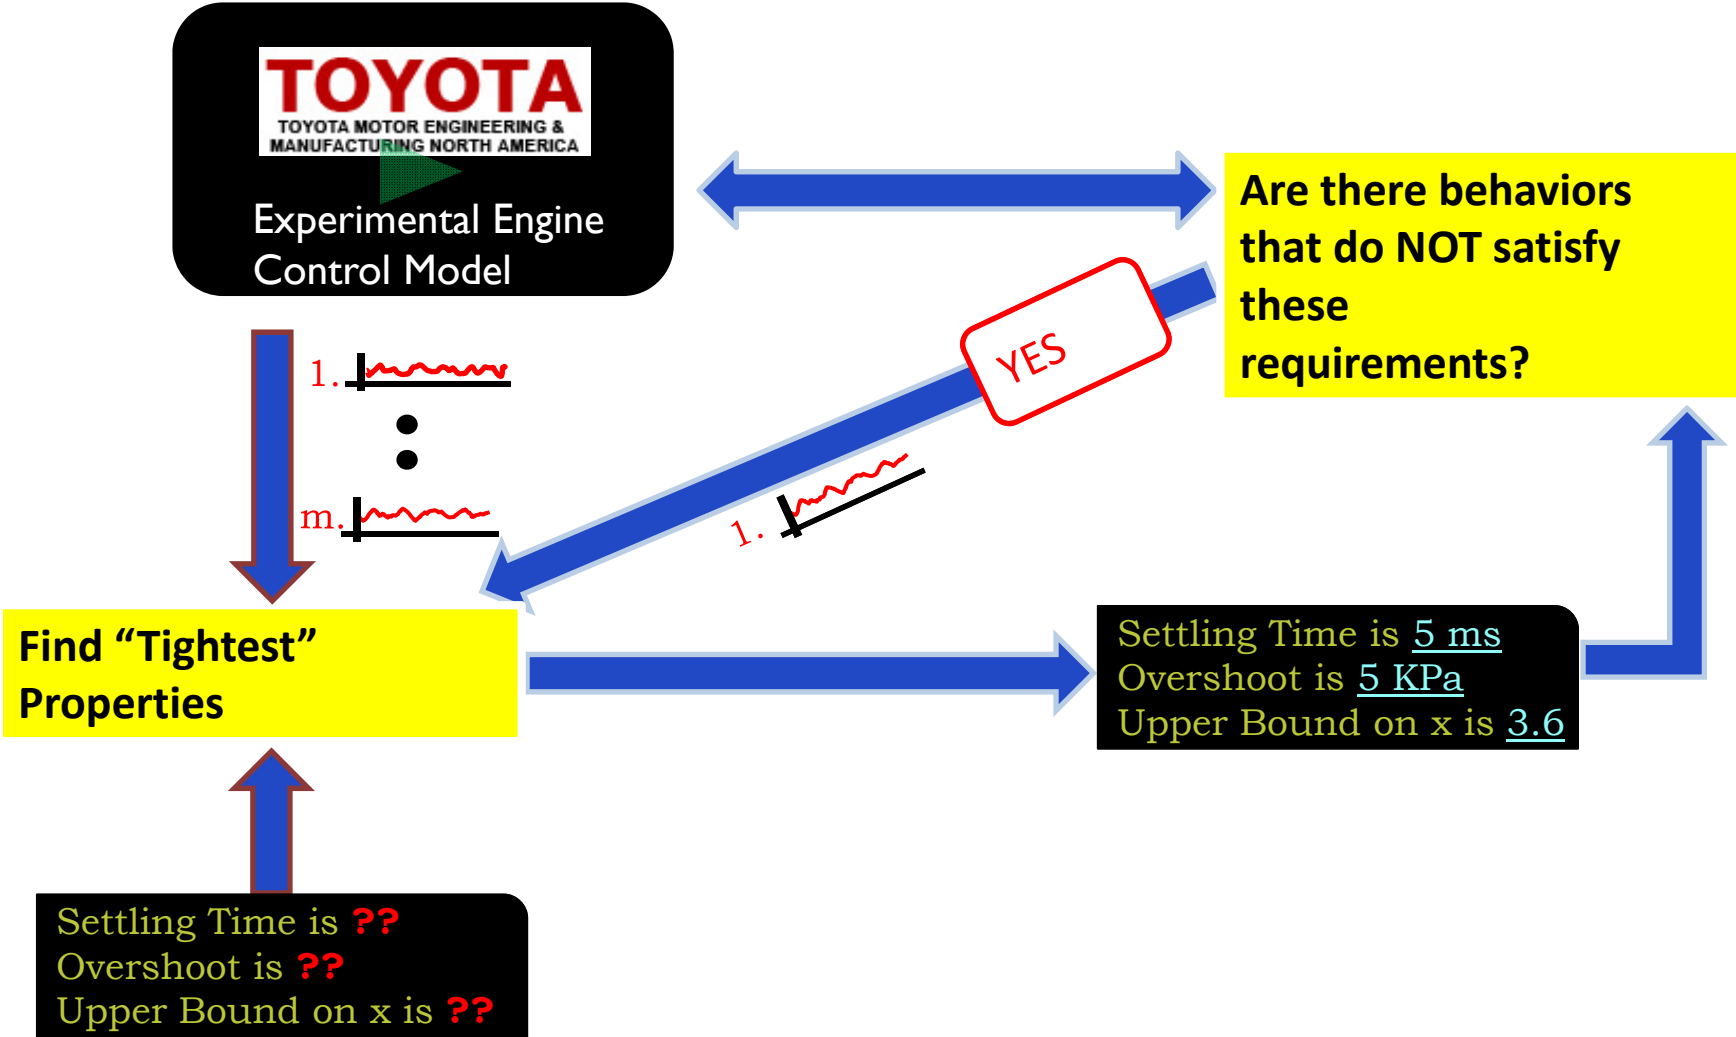 TOYOTA
TOYOTA MOTOR ENGINEERING &
MANUFACTURING NORTH AMERICA
Experimental Engine
Control Model
Are there behaviors
that do NOT satisfy
these
requirements?
YES
1.
m.
1.
Find “Tightest”
Properties
Settling Time is 5 ms
Overshoot is 5 KPa
Upper Bound on x is 3.6
Settling Time is ??
Overshoot is ??
Upper Bound on x is ??